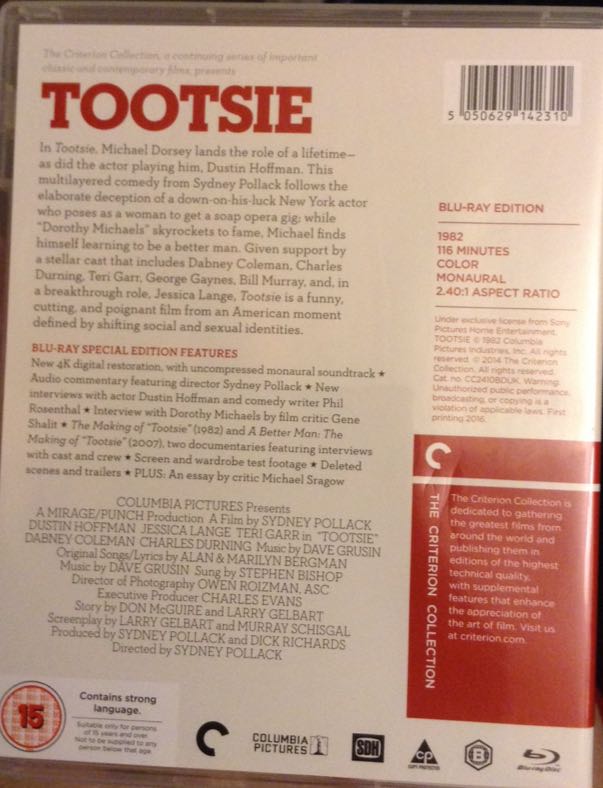 The Criterion Collection, a continuing series of important
classic and contemporary films, presents
TOOTSIE
In Tootsie, Michael Dorsey lands the role of a lifetime—
as did the actor playing him, Dustin Hoffman. This
multilayered comedy from Sydney Pollack follows the
elaborate deception of a down-on-his-luck New York actor
who poses as a woman to get a soap opera gig; while
"Dorothy Michaels" skyrockets to fame, Michael finds
himself learning to be a better man. Given support by
a stellar cast that includes Dabney Coleman, Charles
Durning, Teri Garr, George Gaynes, Bill Murray, and, in
a breakthrough role, Jessica Lange, Tootsie is a funny,
cutting, and poignant film from an American moment
defined by shifting social and sexual identities.
BLU-RAY SPECIAL EDITION FEATURES
New 4K digital restoration, with uncompressed monaural soundtrack ★
Audio commentary featuring director Sydney Pollack ★ New
interviews with actor Dustin Hoffman and comedy writer Phil
Rosenthal ★ Interview with Dorothy Michaels by film critic Gene
Shalit ★ The Making of "Tootsie" (1982) and A Better Man: The
Making of "Tootsie" (2007), two documentaries featuring interviews
with cast and crew ★ Screen and wardrobe test footage ★ Deleted
scenes and trailers ★ PLUS: An essay by critic Michael Sragow
COLUMBIA PICTURES Presents
A MIRAGE/PUNCH Production A Film by SYDNEY POLLACK
DUSTIN HOFFMAN JESSICA LANGE TERI GARR in "TOOTSIE"
DABNEY COLEMAN CHARLES DURNING Music by DAVE GRUSIN
Original Songs/Lyrics by ALAN & MARILYN BERGMAN
Music by DAVE GRUSIN Sung by STEPHEN BISHOP
Director of Photography OWEN ROIZMAN, ASC
Executive Producer CHARLES EVANS
Story by DON McGUIRE and LARRY GELBART
Screenplay by LARRY GELBART and MURRAY SCHISGAL
Produced by SYDNEY POLLACK and DICK RICHARDS
Directed by SYDNEY POLLACK
5 050629 142310
BLU-RAY EDITION
1982
116 MINUTES
COLOR
MONAURAL
2.40:1 ASPECT RATIO
Under exclusive license from Sony
Pictures Home Entertainment.
TOOTSIE © 1982 Columbia
Pictures Industries, Inc. All rights
reserved. © 2014 The Criterion
Collection. All rights reserved.
Cat. no. CC2410BDUK. Warning:
Unauthorized public performance,
broadcasting, or copying is a
violation of applicable laws. First
printing 2016.
THE CRITERION COLLECTION
The Criterion Collection is
dedicated to gathering
the greatest films from
around the world and
publishing them in
editions of the highest
technical quality,
with supplemental
features that enhance
the appreciation of
the art of film. Visit us
at criterion.com.
15
Contains strong
language.
Suitable only for persons
of 15 years and over.
Not to be supplied to any
person below that age.
COLUMBIA
PICTURES
SDH
CP
COPY PROTECTED
B
Blu-ray Disc